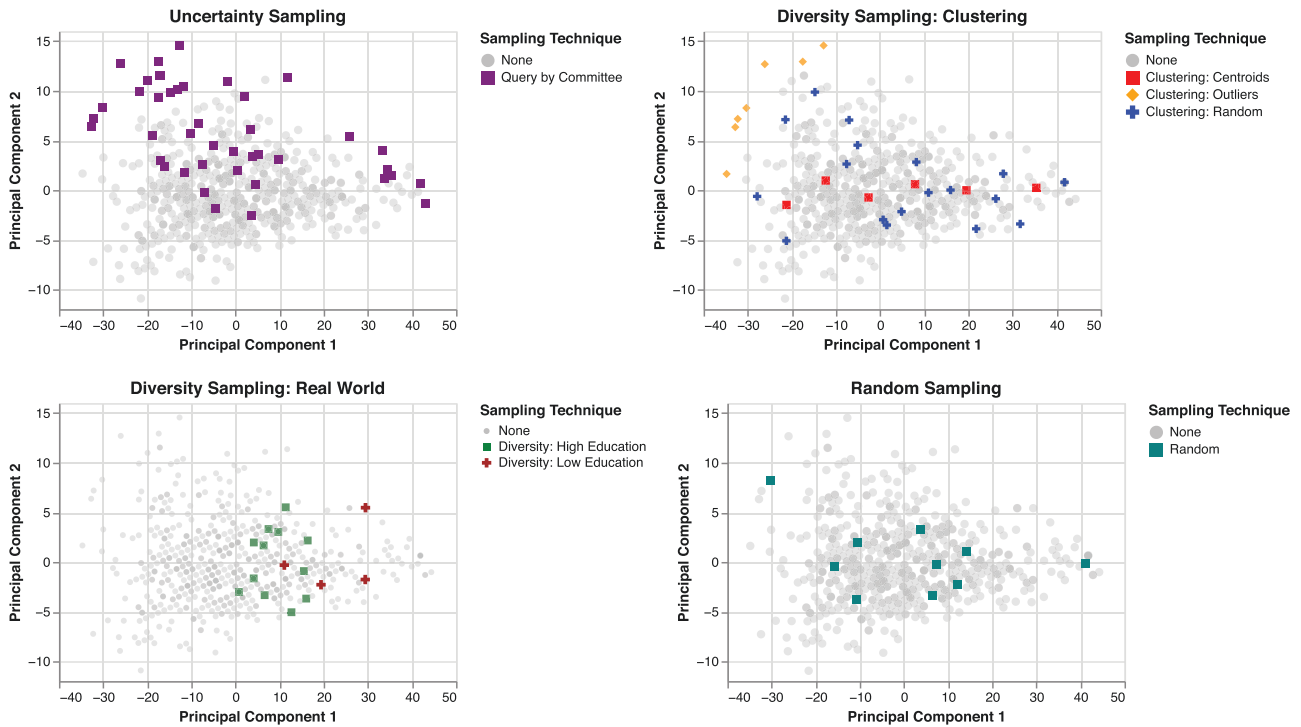 Uncertainty Sampling
Sampling Technique
None
Query by Committee
Principal Component 2
15
10
5
0
−5
−10
−40 −30 −20 −10 0 10 20 30 40 50
Principal Component 1
Diversity Sampling: Clustering
Sampling Technique
None
Clustering: Centroids
Clustering: Outliers
Clustering: Random
Principal Component 2
15
10
5
0
−5
−10
−40 −30 −20 −10 0 10 20 30 40 50
Principal Component 1
Diversity Sampling: Real World
Sampling Technique
None
Diversity: High Education
Diversity: Low Education
Principal Component 2
15
10
5
0
−5
−10
−40 −30 −20 −10 0 10 20 30 40 50
Principal Component 1
Random Sampling
Sampling Technique
None
Random
Principal Component 2
15
10
5
0
−5
−10
−40 −30 −20 −10 0 10 20 30 40 50
Principal Component 1